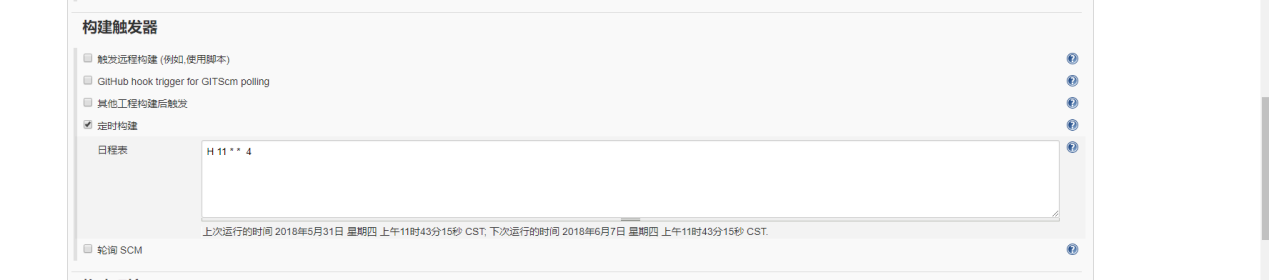 构建触发器
触发远程构建 (例如,使用脚本)
GitHub hook trigger for GITScm polling
其他工程构建后触发
定时构建
日程表
H 11 * * 4
上次运行的时间 2018年5月31日 星期四 上午11时43分15秒 CST; 下次运行的时间 2018年6月7日 星期四 上午11时43分15秒 CST.
轮询 SCM